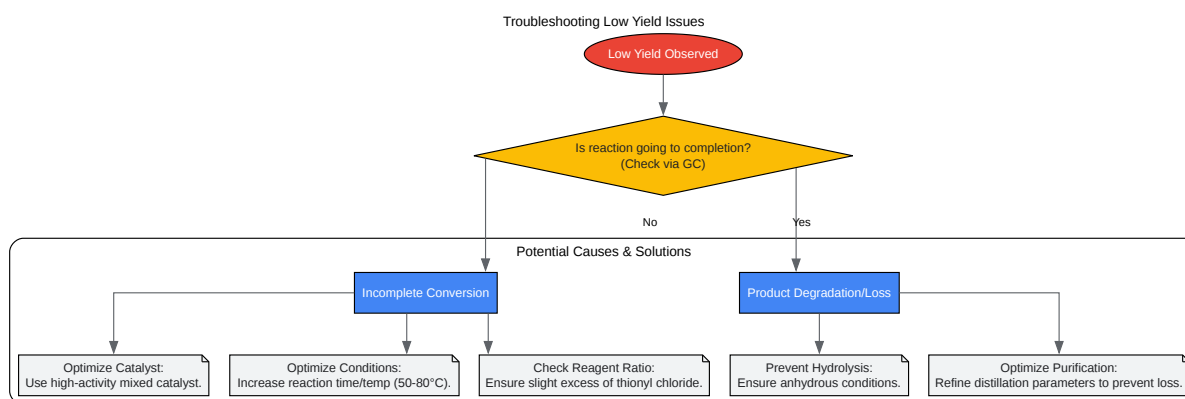 Troubleshooting Low Yield Issues
Low Yield Observed
Is reaction going to completion?
(Check via GC)
No
Yes
Potential Causes & Solutions
Incomplete Conversion
Product Degradation/Loss
Optimize Catalyst:
Use high-activity mixed catalyst.
Optimize Conditions:
Increase reaction time/temp (50-80°C).
Check Reagent Ratio:
Ensure slight excess of thionyl chloride.
Prevent Hydrolysis:
Ensure anhydrous conditions.
Optimize Purification:
Refine distillation parameters to prevent loss.